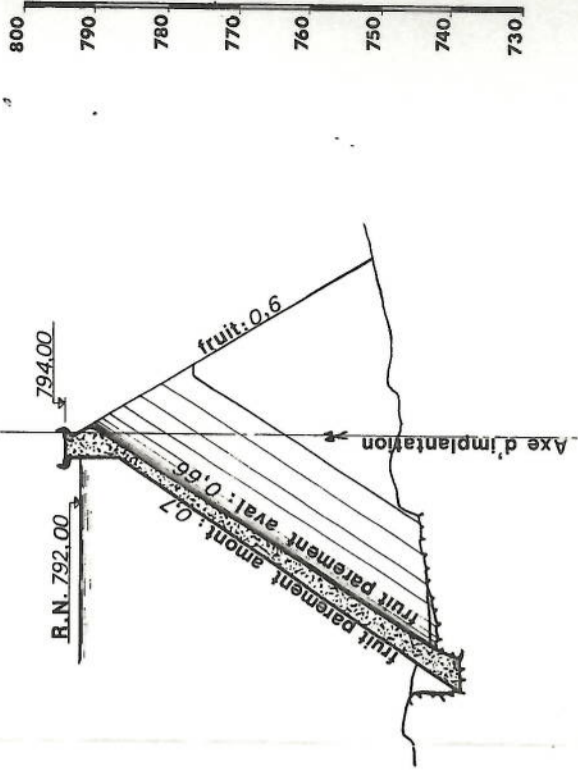 794,00
R.N. 792,00
fruit: 0,6
fruit parement amont: 0,7
fruit parement aval: 0,66
Axe d'implantation
800
790
780
770
760
750
740
730